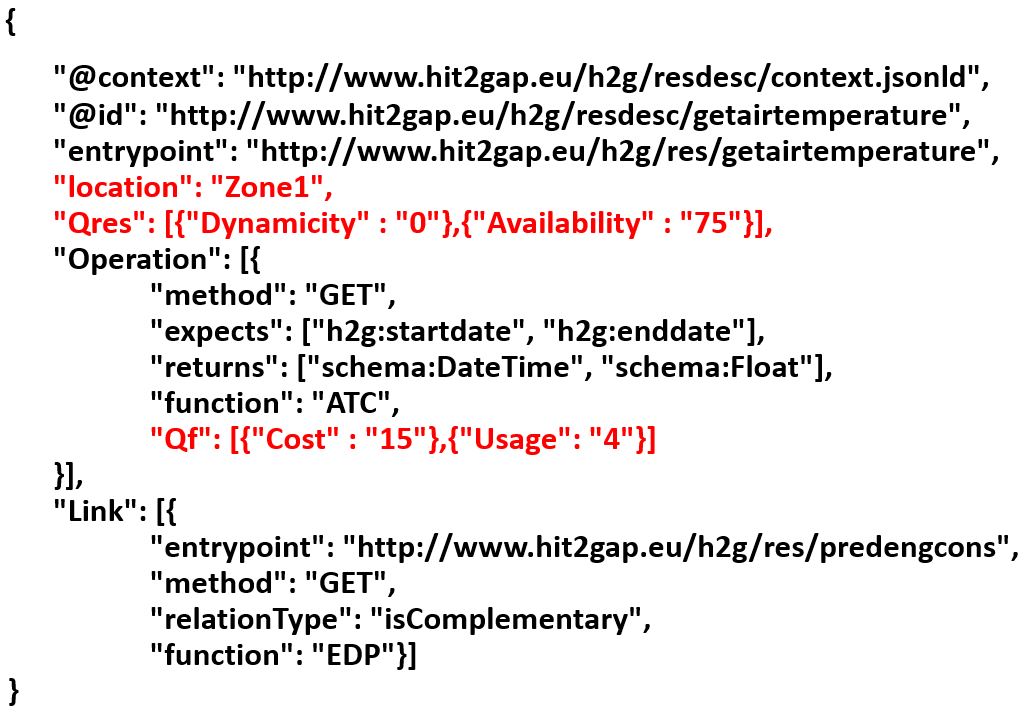 {
"@context": "http://www.hit2gap.eu/h2g/resdesc/context.jsonld",
"@id": "http://www.hit2gap.eu/h2g/resdesc/getairtemperature",
"entrypoint": "http://www.hit2gap.eu/h2g/res/getairtemperature",
"location": "Zone1",
"Qres": [{"Dynamicity" : "0"},{"Availability" : "75"}],
"Operation": [{
"method": "GET",
"expects": ["h2g:startdate", "h2g:enddate"],
"returns": ["schema:DateTime", "schema:Float"],
"function": "ATC",
"Qf": [{"Cost" : "15"},{"Usage": "4"}]
}],
"Link": [{
"entrypoint": "http://www.hit2gap.eu/h2g/res/predengcons",
"method": "GET",
"relationType": "isComplementary",
"function": "EDP"}]
}